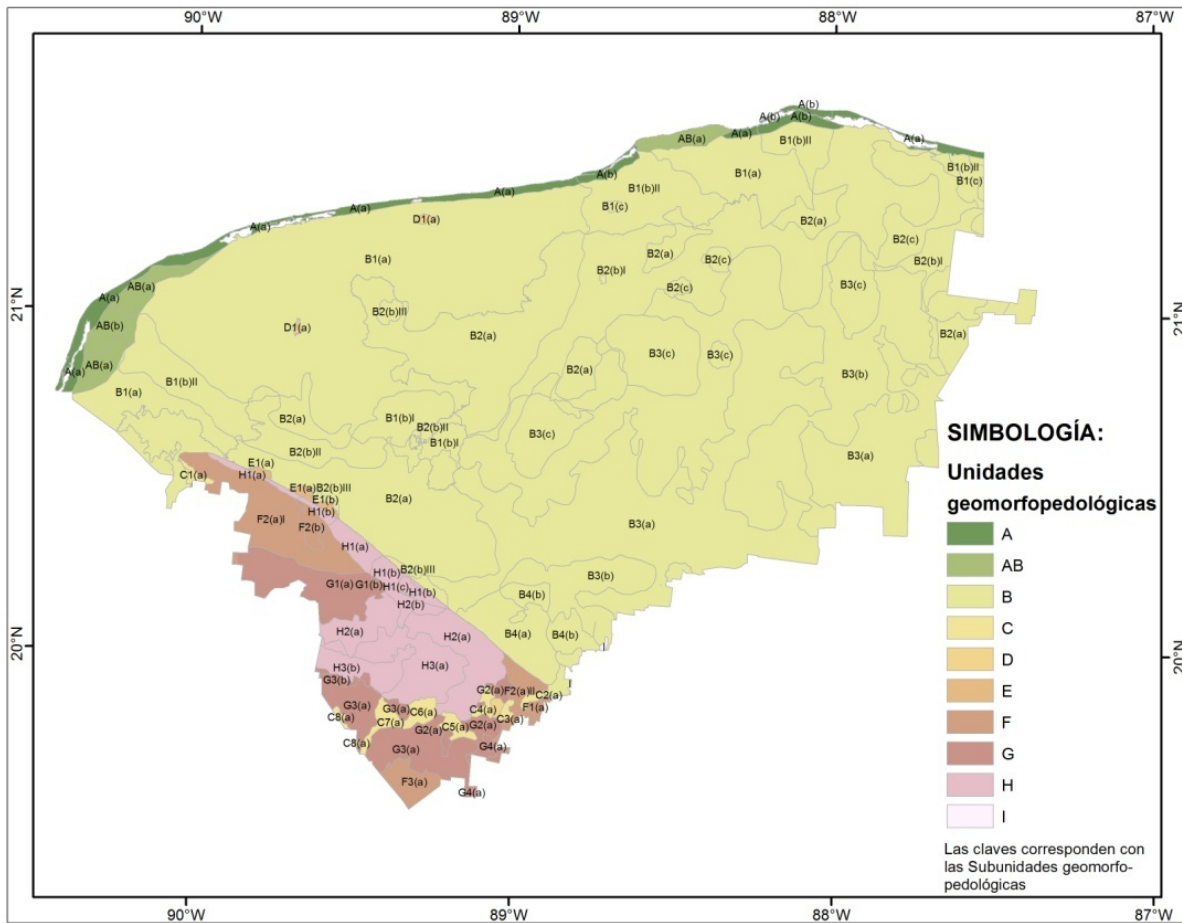 90°W 89°W 88°W 87°W
A(b)
A(b) A(b)
AB(a) A(a) A(a)
B1(b)II
A(b) B1(a) B1(b)II
B1(c)
A(a) B1(b)II
A(a) B1(c)
D1(a) B2(a)
A(a)
B2(c)
B1(a) B2(a) B2(c) B2(b)I
B2(b)I
AB(a) B2(c) B3(c)
A(a)
21°N B2(b)III 21°N
AB(b) D1(a)
B2(a) B2(a)
B3(c) B3(c)
AB(a) B2(a)
A(a) B3(b)
B1(b)II
B1(a)
B2(a) B1(b)I
B2(b)II
B3(c)
B1(b)I
B2(b)II B3(a)
E1(a)
C1(a) H1(a)
E1(a) B2(b)III
E1(b) B2(a)
H1(b)
F2(a)I
F2(b) B3(a)
H1(a)
H1(b) B2(b)III B3(b)
G1(a) G1(b)
H1(c) H1(b) B4(b)
H2(b)
H2(a) H2(a) B4(a) B4(b)
20°N I 20°N
H3(b) H3(a)
G3(b) I
G2(a) F2(a)II C2(a)
G3(a) G3(a) C6(a) C4(a) F1(a)
C8(a) C7(a) C5(a) G2(a) C3(a)
G2(a)
C8(a) G3(a) G4(a)
F3(a)
G4(a)
SIMBOLOGÍA:
Unidades
geomorfopedológicas
A
AB
B
C
D
E
F
G
H
I
Las claves corresponden con
las Subunidades geomorfo-
pedológicas
90°W 89°W 88°W 87°W